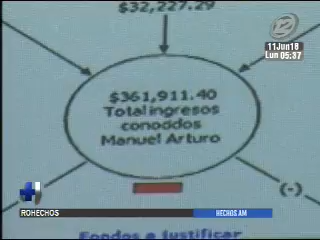 $32,227.29
12
11Jun18
Lun 05:37
$361,911.40
Total ingresos
conocidos
Manuel Arturo
(-)
ROHECHOS
HECHOS AM
Fondos a justificar